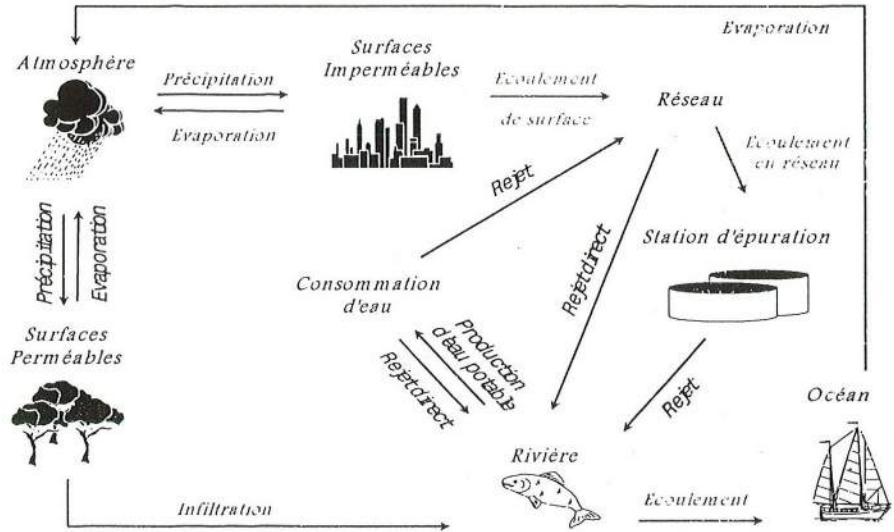 Evaporation
Atmosphère
Surfaces
Imperméables
Précipitation
Evaporation
Ecoulement
de surface
Réseau
Ecoulement
en réseau
Rejet
Précipitation
Evaporation
Rejet direct
Station d'épuration
Consommation
d'eau
Surfaces
Perméables
Production
d'eau potable
Rejet direct
Rejet
Océan
Rivière
Infiltration
Ecoulement